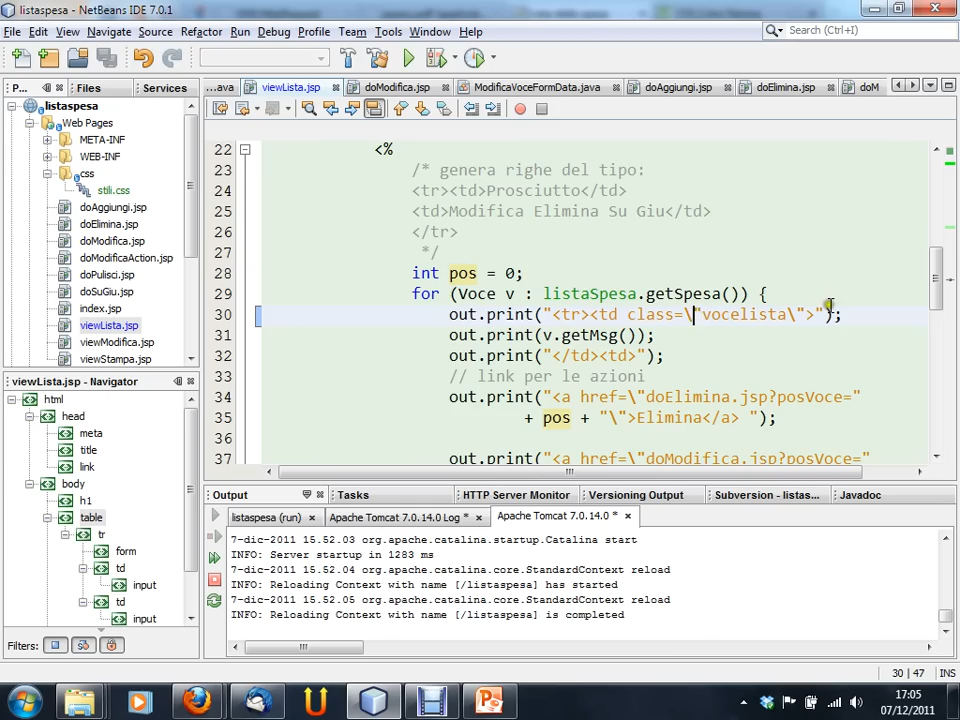 listaspesa - NetBeans IDE 7.0.1
File Edit View Navigate Source Refactor Run Debug Profile Team Tools Window Help
Search (Ctrl+I)
P... Files Services
...ava viewLista.jsp doModifica.jsp ModificaVoceFormData.java doAggiungi.jsp doElimina.jsp doM
listaspesa
Web Pages
META-INF
WEB-INF
css
stili.css
doAggiungi.jsp
doElimina.jsp
doModifica.jsp
doModificaAction.jsp
doPulisci.jsp
doSuGiu.jsp
index.jsp
viewLista.jsp
viewStampa.jsp
22 <%
23 /* genera righe del tipo:
24 <tr><td>Prosciutto</td>
25 <td>Modifica Elimina Su Giu</td>
26 </tr>
27 */
28 int pos = 0;
29 for (Voce v : listaSpesa.getSpesa()) {
30 out.print("<tr><td class=\"vocelista\">");
31 out.print(v.getMsg());
32 out.print("</td><td>");
33 // link per le azioni
34 out.print("<a href=\"doElimina.jsp?posVoce="
35 + pos + "\">Elimina</a> ");
36
37 out.print("<a href=\"doModifica.jsp?posVoce="
viewLista.jsp - Navigator
html
head
meta
title
link
body
h1
table
tr
form
td
input
td
input
Filters:
Output Tasks HTTP Server Monitor Versioning Output Subversion - listas... Javadoc
listaspesa (run) Apache Tomcat 7.0.14.0 Log * Apache Tomcat 7.0.14.0 *
7-dic-2011 15.52.03 org.apache.catalina.startup.Catalina start
INFO: Server startup in 1283 ms
7-dic-2011 15.52.04 org.apache.catalina.core.StandardContext reload
INFO: Reloading Context with name [/listaspesa] has started
7-dic-2011 15.52.05 org.apache.catalina.core.StandardContext reload
INFO: Reloading Context with name [/listaspesa] is completed
30 | 47 INS
17:05
07/12/2011